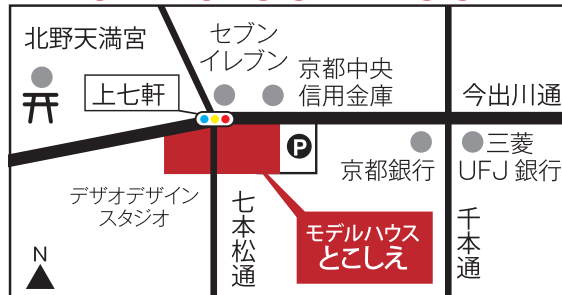 北野天満宮
セブン
イレブン
京都中央
信用金庫
上七軒
今出川通
P
京都銀行
三菱
UFJ 銀行
デザオデザイン
スタジオ
七本松通
モデルハウス
とこしえ
千本通
N